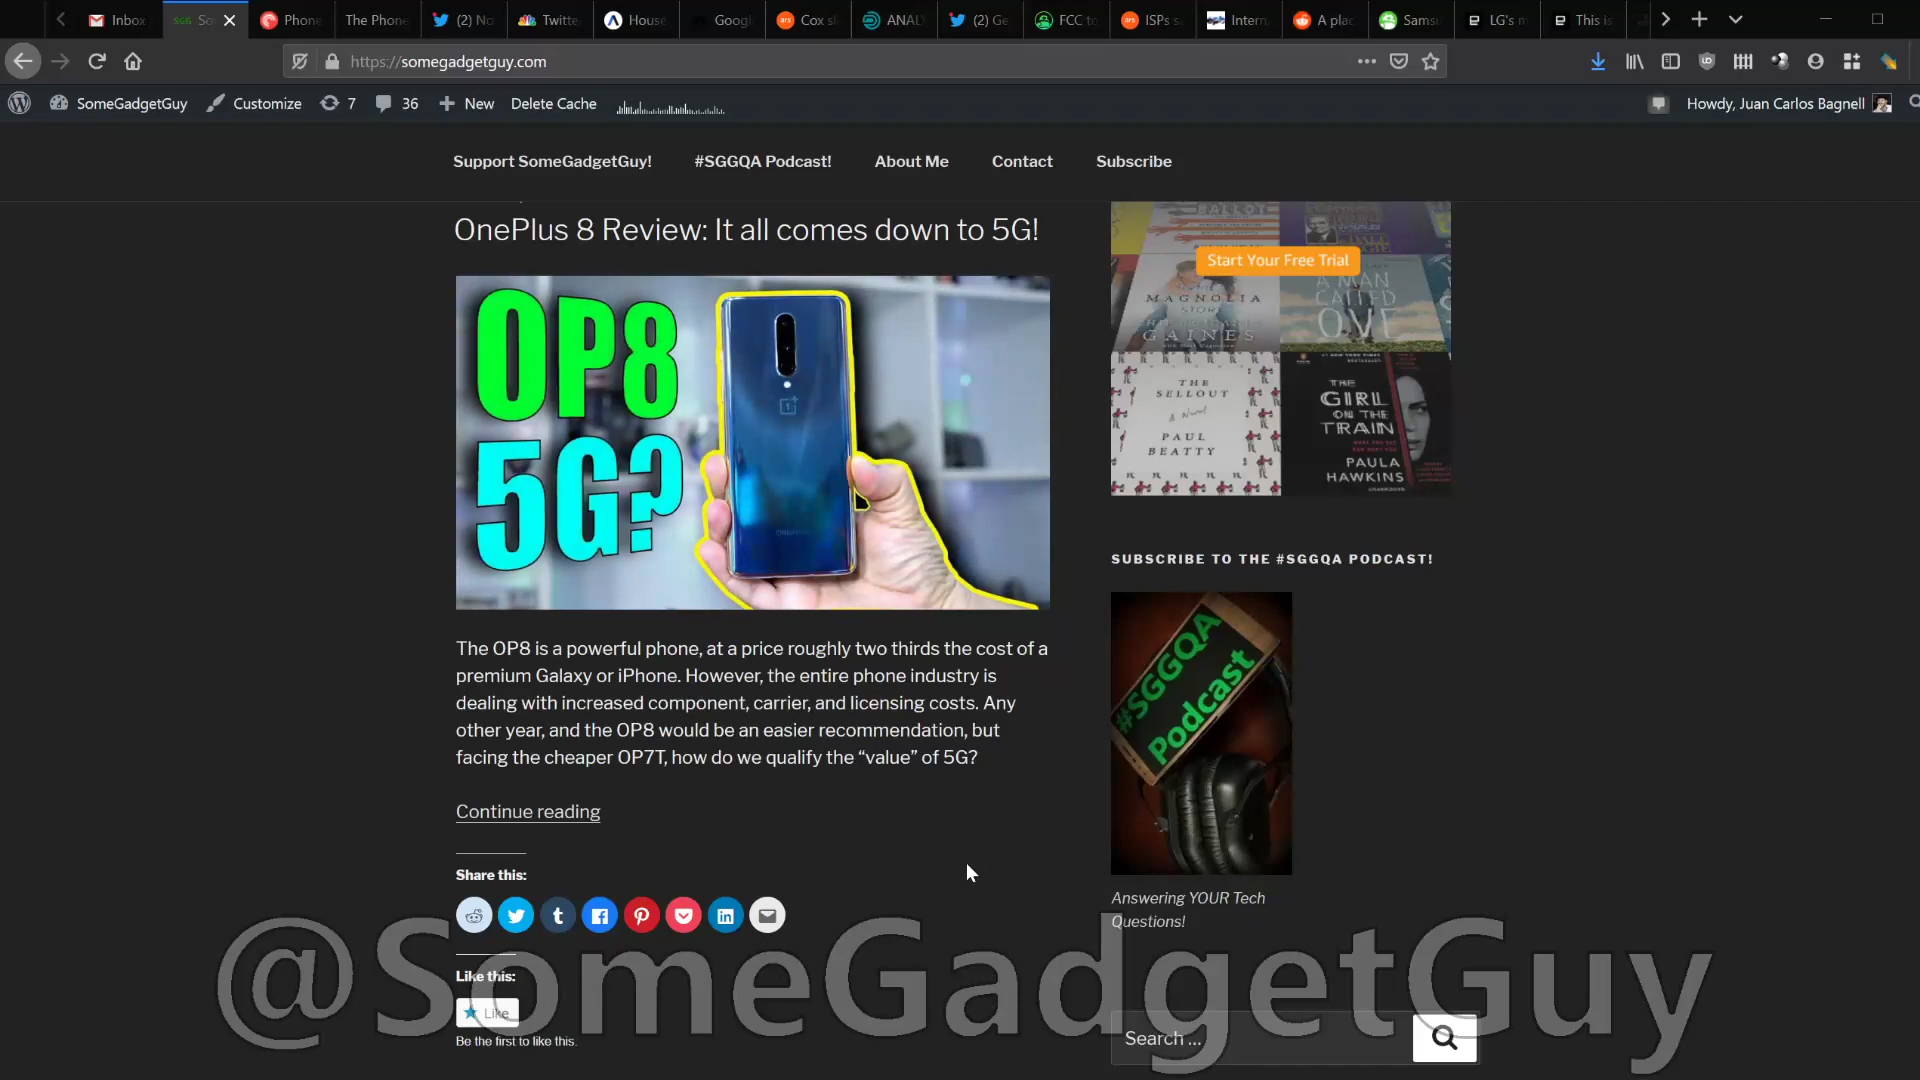 Inbox
SGG So
Phone
The Phone
(2) No
Twitte
House
Googl
Cox sl
ANAL
(2) Ge
FCC to
ISPs s
Intern
A plac
Sams
LG's m
This is
https://somegadgetguy.com
SomeGadgetGuy
Customize
7
36
New
Delete Cache
Howdy, Juan Carlos Bagnell
Support SomeGadgetGuy!
#SGGQA Podcast!
About Me
Contact
Subscribe
OnePlus 8 Review: It all comes down to 5G!
OP8
5G?
ONEPLUS
The OP8 is a powerful phone, at a price roughly two thirds the cost of a
premium Galaxy or iPhone. However, the entire phone industry is
dealing with increased component, carrier, and licensing costs. Any
other year, and the OP8 would be an easier recommendation, but
facing the cheaper OP7T, how do we qualify the “value” of 5G?
Continue reading
Share this:
Like this:
Like
Be the first to like this.
Start Your Free Trial
MAGNOLIA
STORY
GAINES
A MAN
CALLED
OVE
THE
SELLOUT
A Novel
PAUL
BEATTY
THE
GIRL
ON THE
TRAIN
PAULA
HAWKINS
SUBSCRIBE TO THE #SGGQA PODCAST!
#SGGQA
Podcast
Answering YOUR Tech
Questions!
Search ...
@SomeGadgetGuy